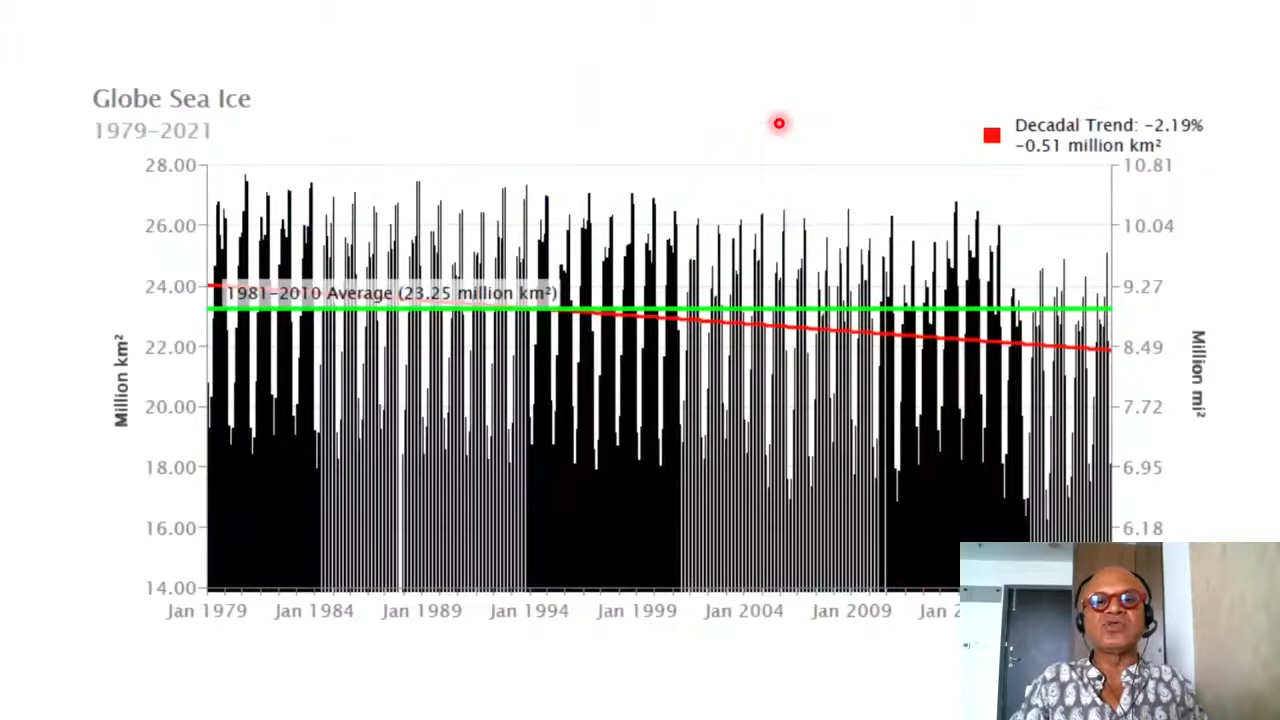 Globe Sea Ice
1979-2021
Decadal Trend: -2.19%
-0.51 million km²
28.00
26.00
24.00
22.00
20.00
18.00
16.00
14.00
Million km²
1981-2010 Average (23.25 million km²)
10.81
10.04
9.27
8.49
7.72
6.95
6.18
Million mi²
Jan 1979 Jan 1984 Jan 1989 Jan 1994 Jan 1999 Jan 2004 Jan 2009 Jan 2